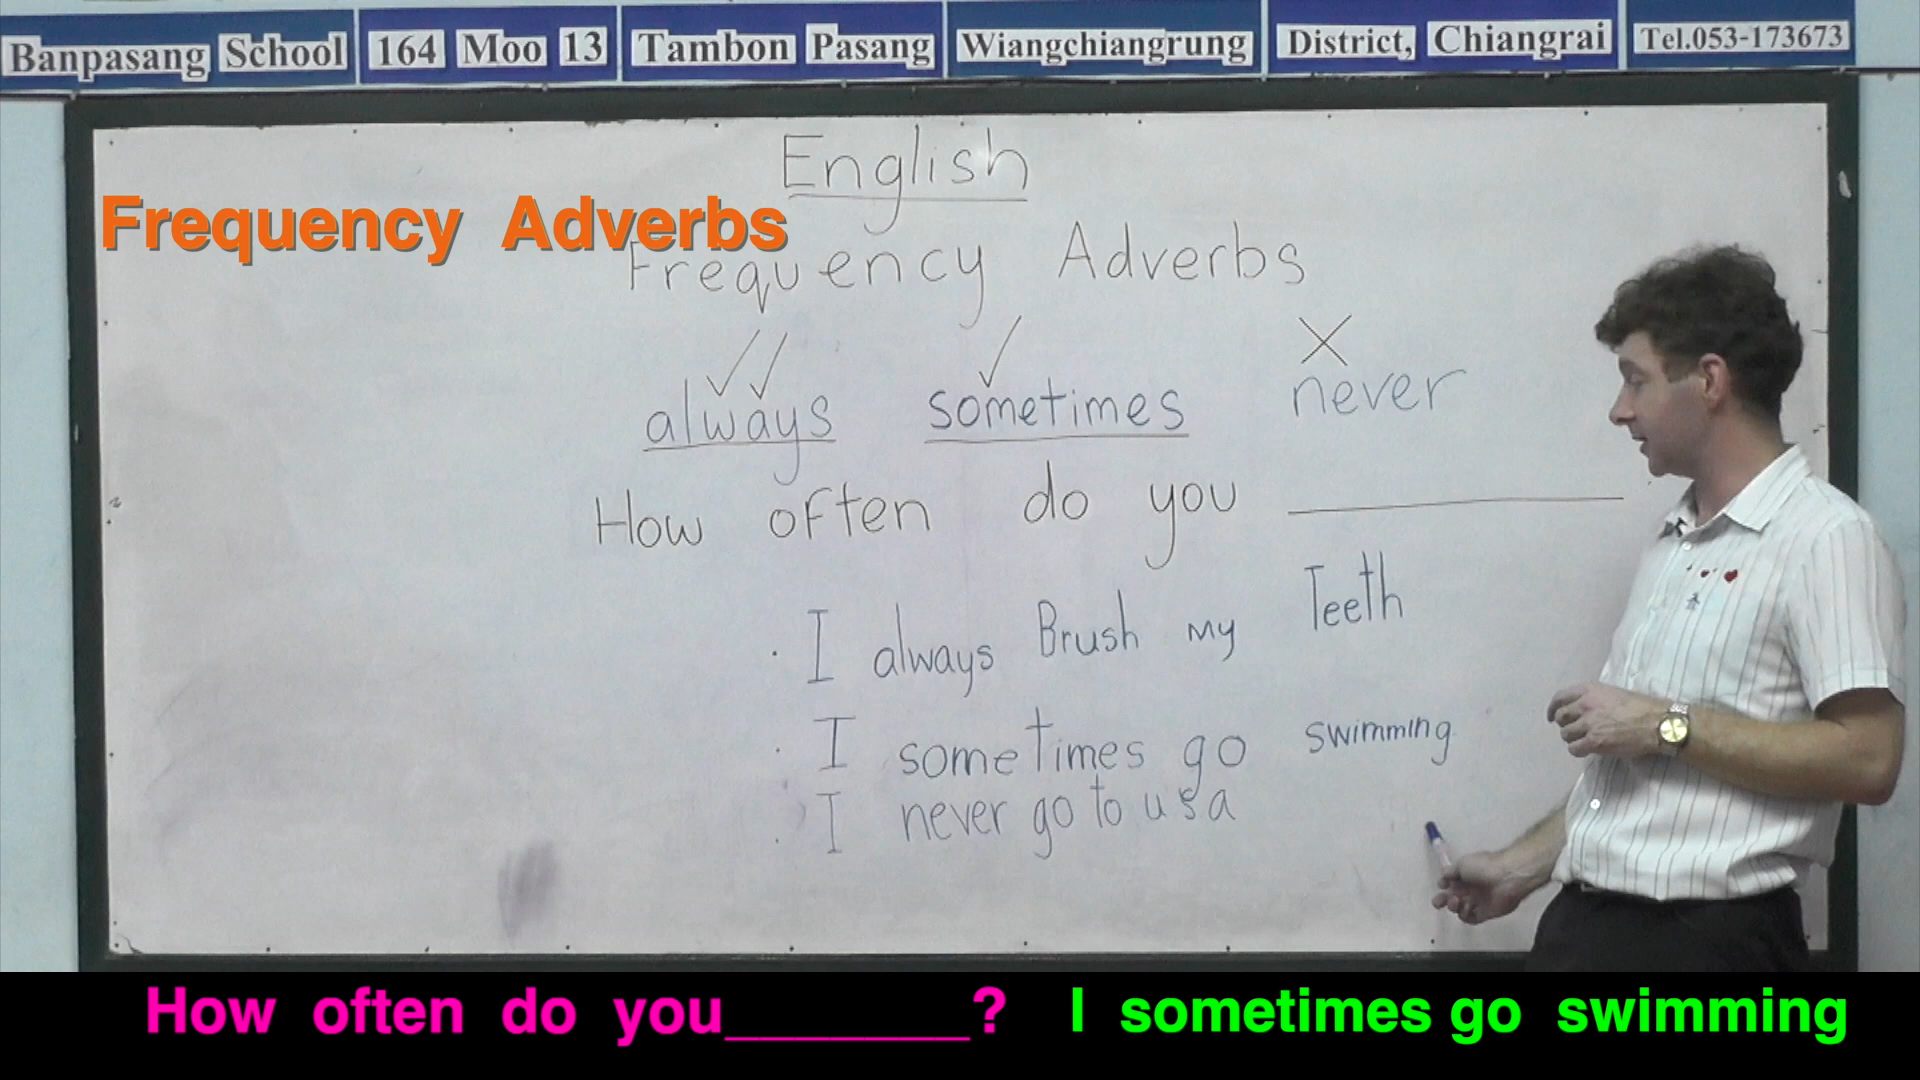 Banpasang School 164 Moo 13 Tambon Pasang Wiangchiangrung District, Chiangrai Tel.053-173673
English
Frequency Adverbs
Frequency Adverbs
always sometimes never
How often do you ________
· I always Brush my Teeth
· I sometimes go swimming
· I never go to usa
How often do you________? I sometimes go swimming